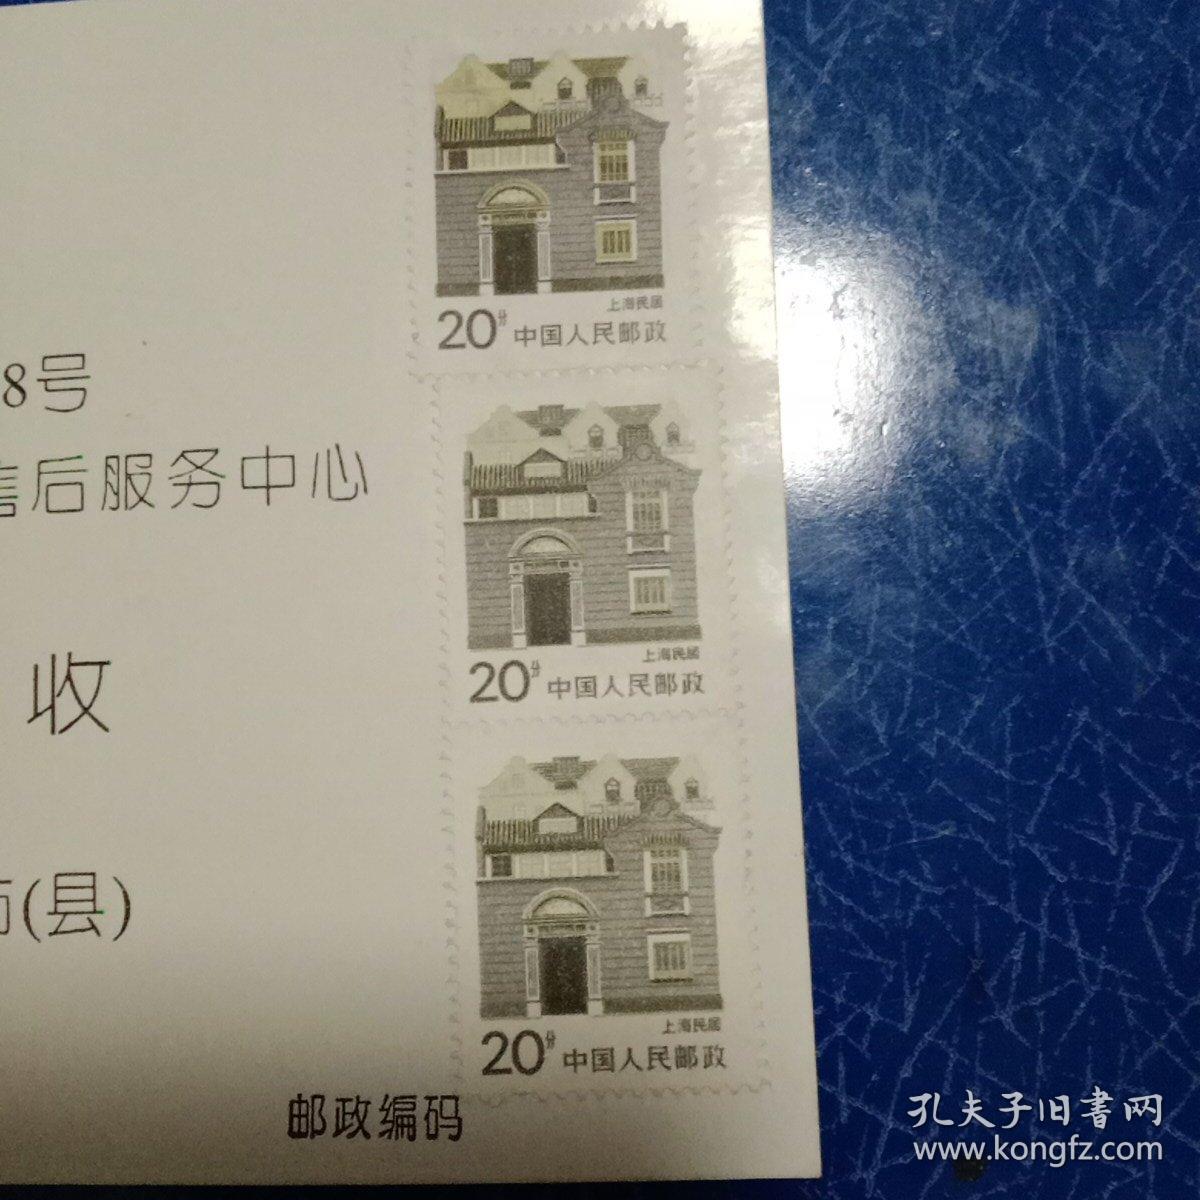 上海民居
20分 中国人民邮政
8号
售后服务中心
上海民居
20分 中国人民邮政
收
市(县)
上海民居
20分 中国人民邮政
邮政编码
孔夫子旧書网
www.kongfz.com